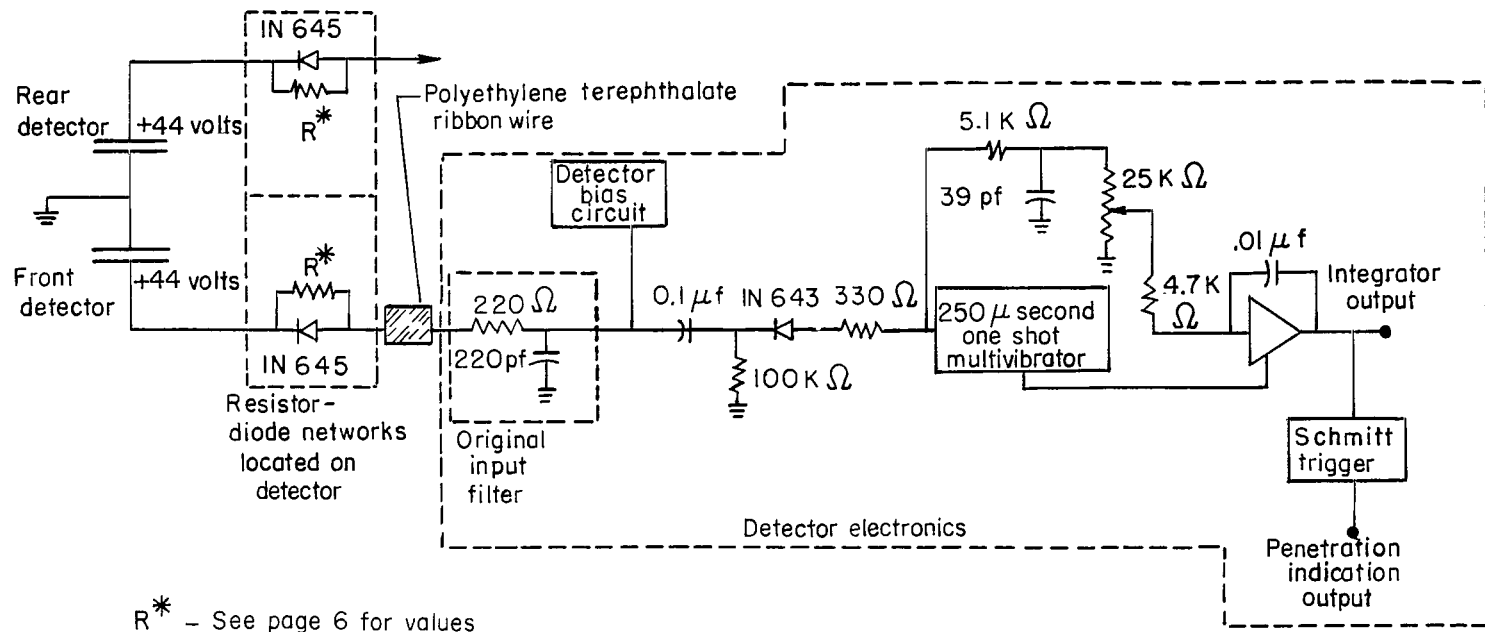 IN 645
R*
Rear
detector
+44 volts
Polyethylene terephthalate
ribbon wire
5.1 K Ω
39 pf
25 K Ω
Detector
bias
circuit
Front
detector
+44 volts
R*
IN 645
220 Ω
220 pf
0.1 μf
IN 643
330 Ω
100 K Ω
250 μ second
one shot
multivibrator
4.7 K
Ω
.01 μf
Integrator
output
Resistor-
diode networks
located on
detector
Original
input
filter
Detector electronics
Schmitt
trigger
Penetration
indication
output
R* – See page 6 for values